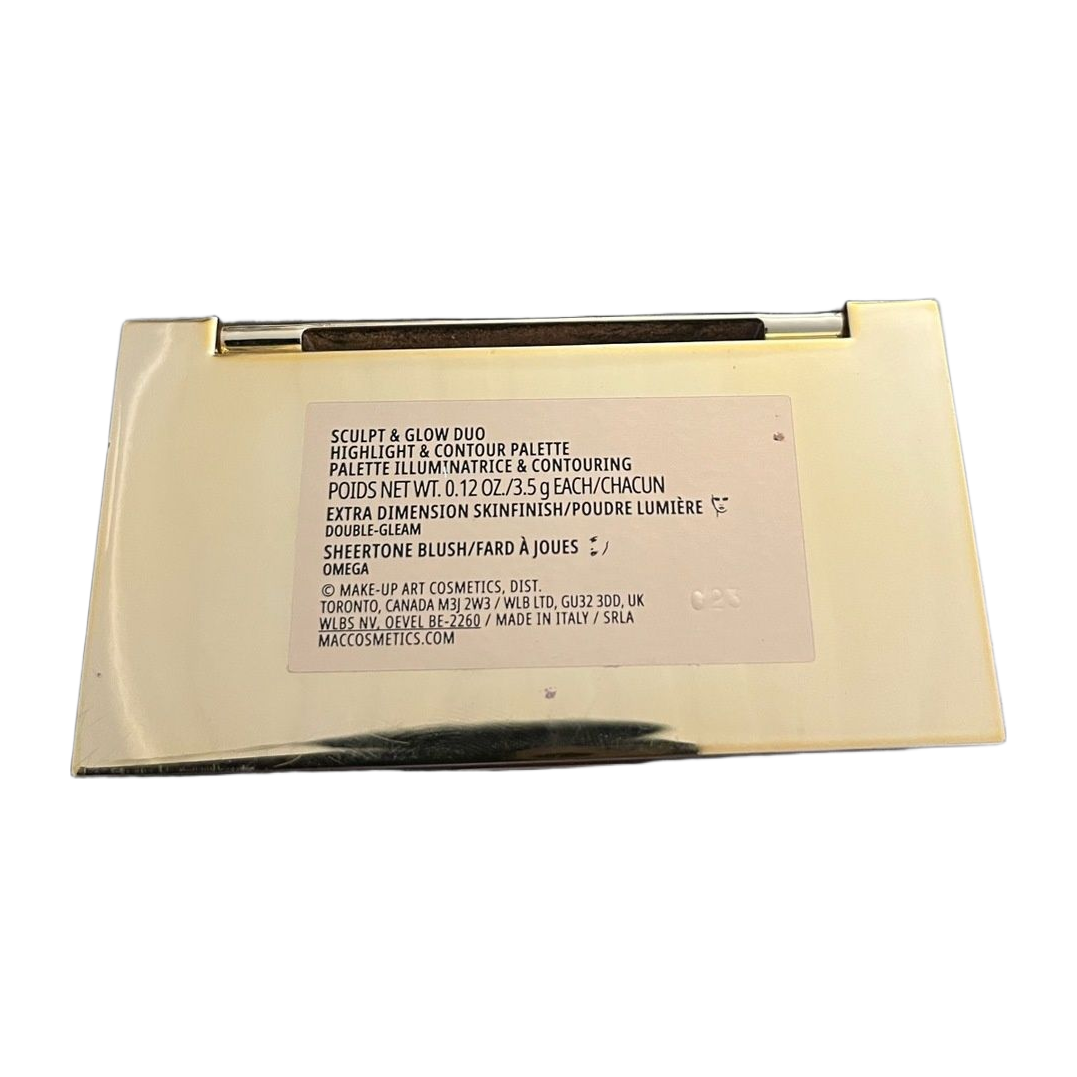 SCULPT & GLOW DUO
HIGHLIGHT & CONTOUR PALETTE
PALETTE ILLUMINATRICE & CONTOURING
POIDS NET WT. 0.12 OZ./3.5 g EACH/CHACUN
EXTRA DIMENSION SKINFINISH/POUDRE LUMIÈRE
DOUBLE-GLEAM
SHEERTONE BLUSH/FARD À JOUES
OMEGA
© MAKE-UP ART COSMETICS, DIST.
TORONTO, CANADA M3J 2W3 / WLB LTD, GU32 3DD, UK
WLBS NV, OEVEL BE-2260 / MADE IN ITALY / SRLA
MACCOSMETICS.COM